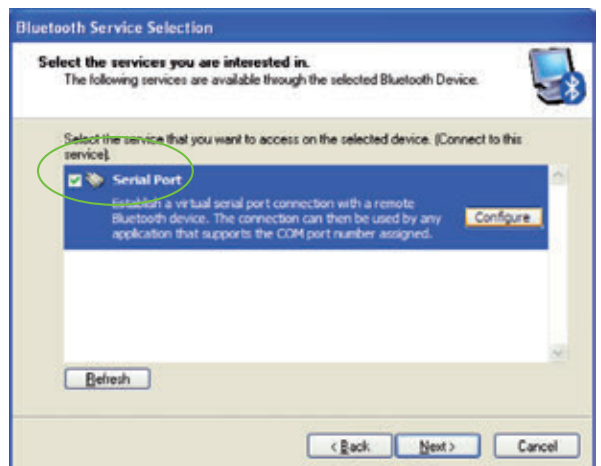 Bluetooth Service Selection
Select the services you are interested in.
The following services are available through the selected Bluetooth Device.
Select the service that you want to access on the selected device. (Connect to this
service).
Serial Port
Establish a virtual serial port connection with a remote
Bluetooth device. The connection can then be used by any
application that supports the COM port number assigned.
Configure
Refresh
< Back
Next >
Cancel